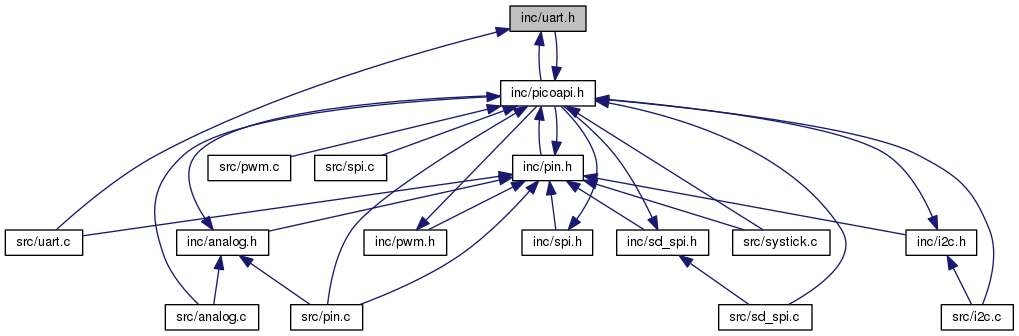 inc/uart.h
inc/picoapi.h
src/pwm.c
src/spi.c
inc/pin.h
src/uart.c
inc/analog.h
inc/pwm.h
inc/spi.h
inc/sd_spi.h
src/systick.c
inc/i2c.h
src/analog.c
src/pin.c
src/sd_spi.c
src/i2c.c